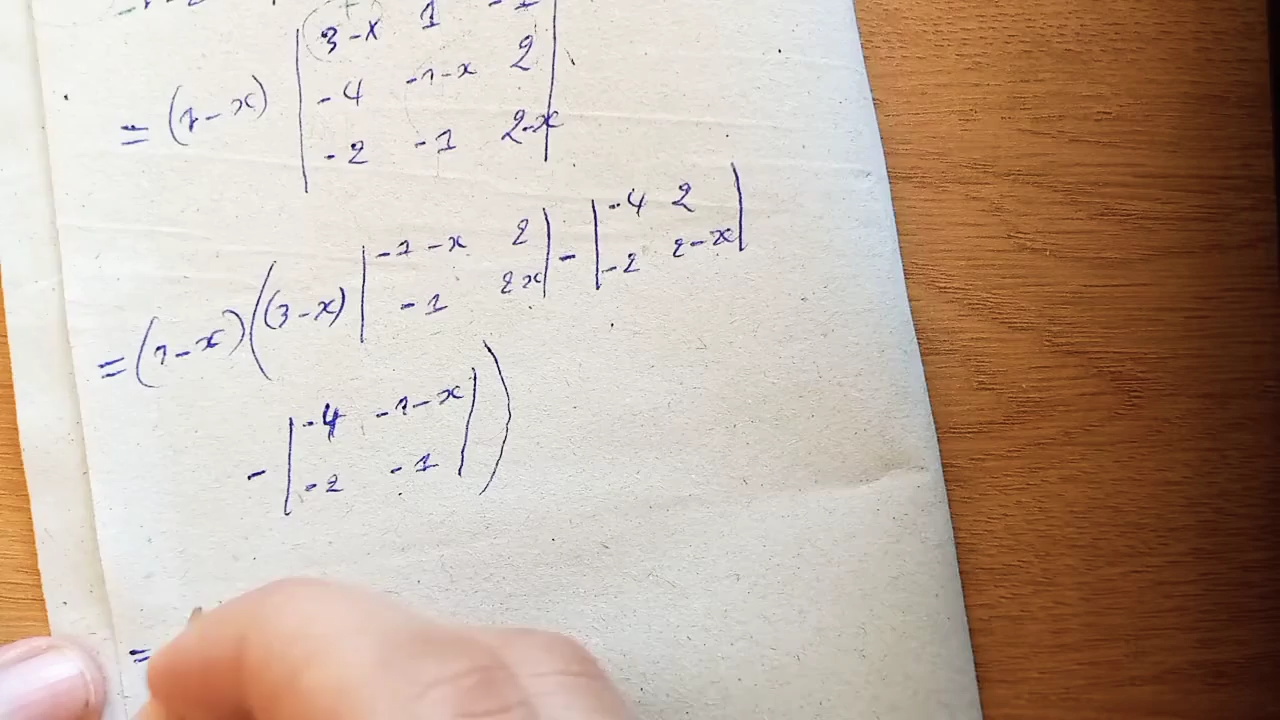 3-x 1 -1
= (1-x) | -4 -1-x 2 |
-2 -1 2-x
= (1-x) ( (3-x) | -1-x 2 | - | -4 2 |
-1 2x -2 2-x
- | -4 -1-x | )
-2 -1
=